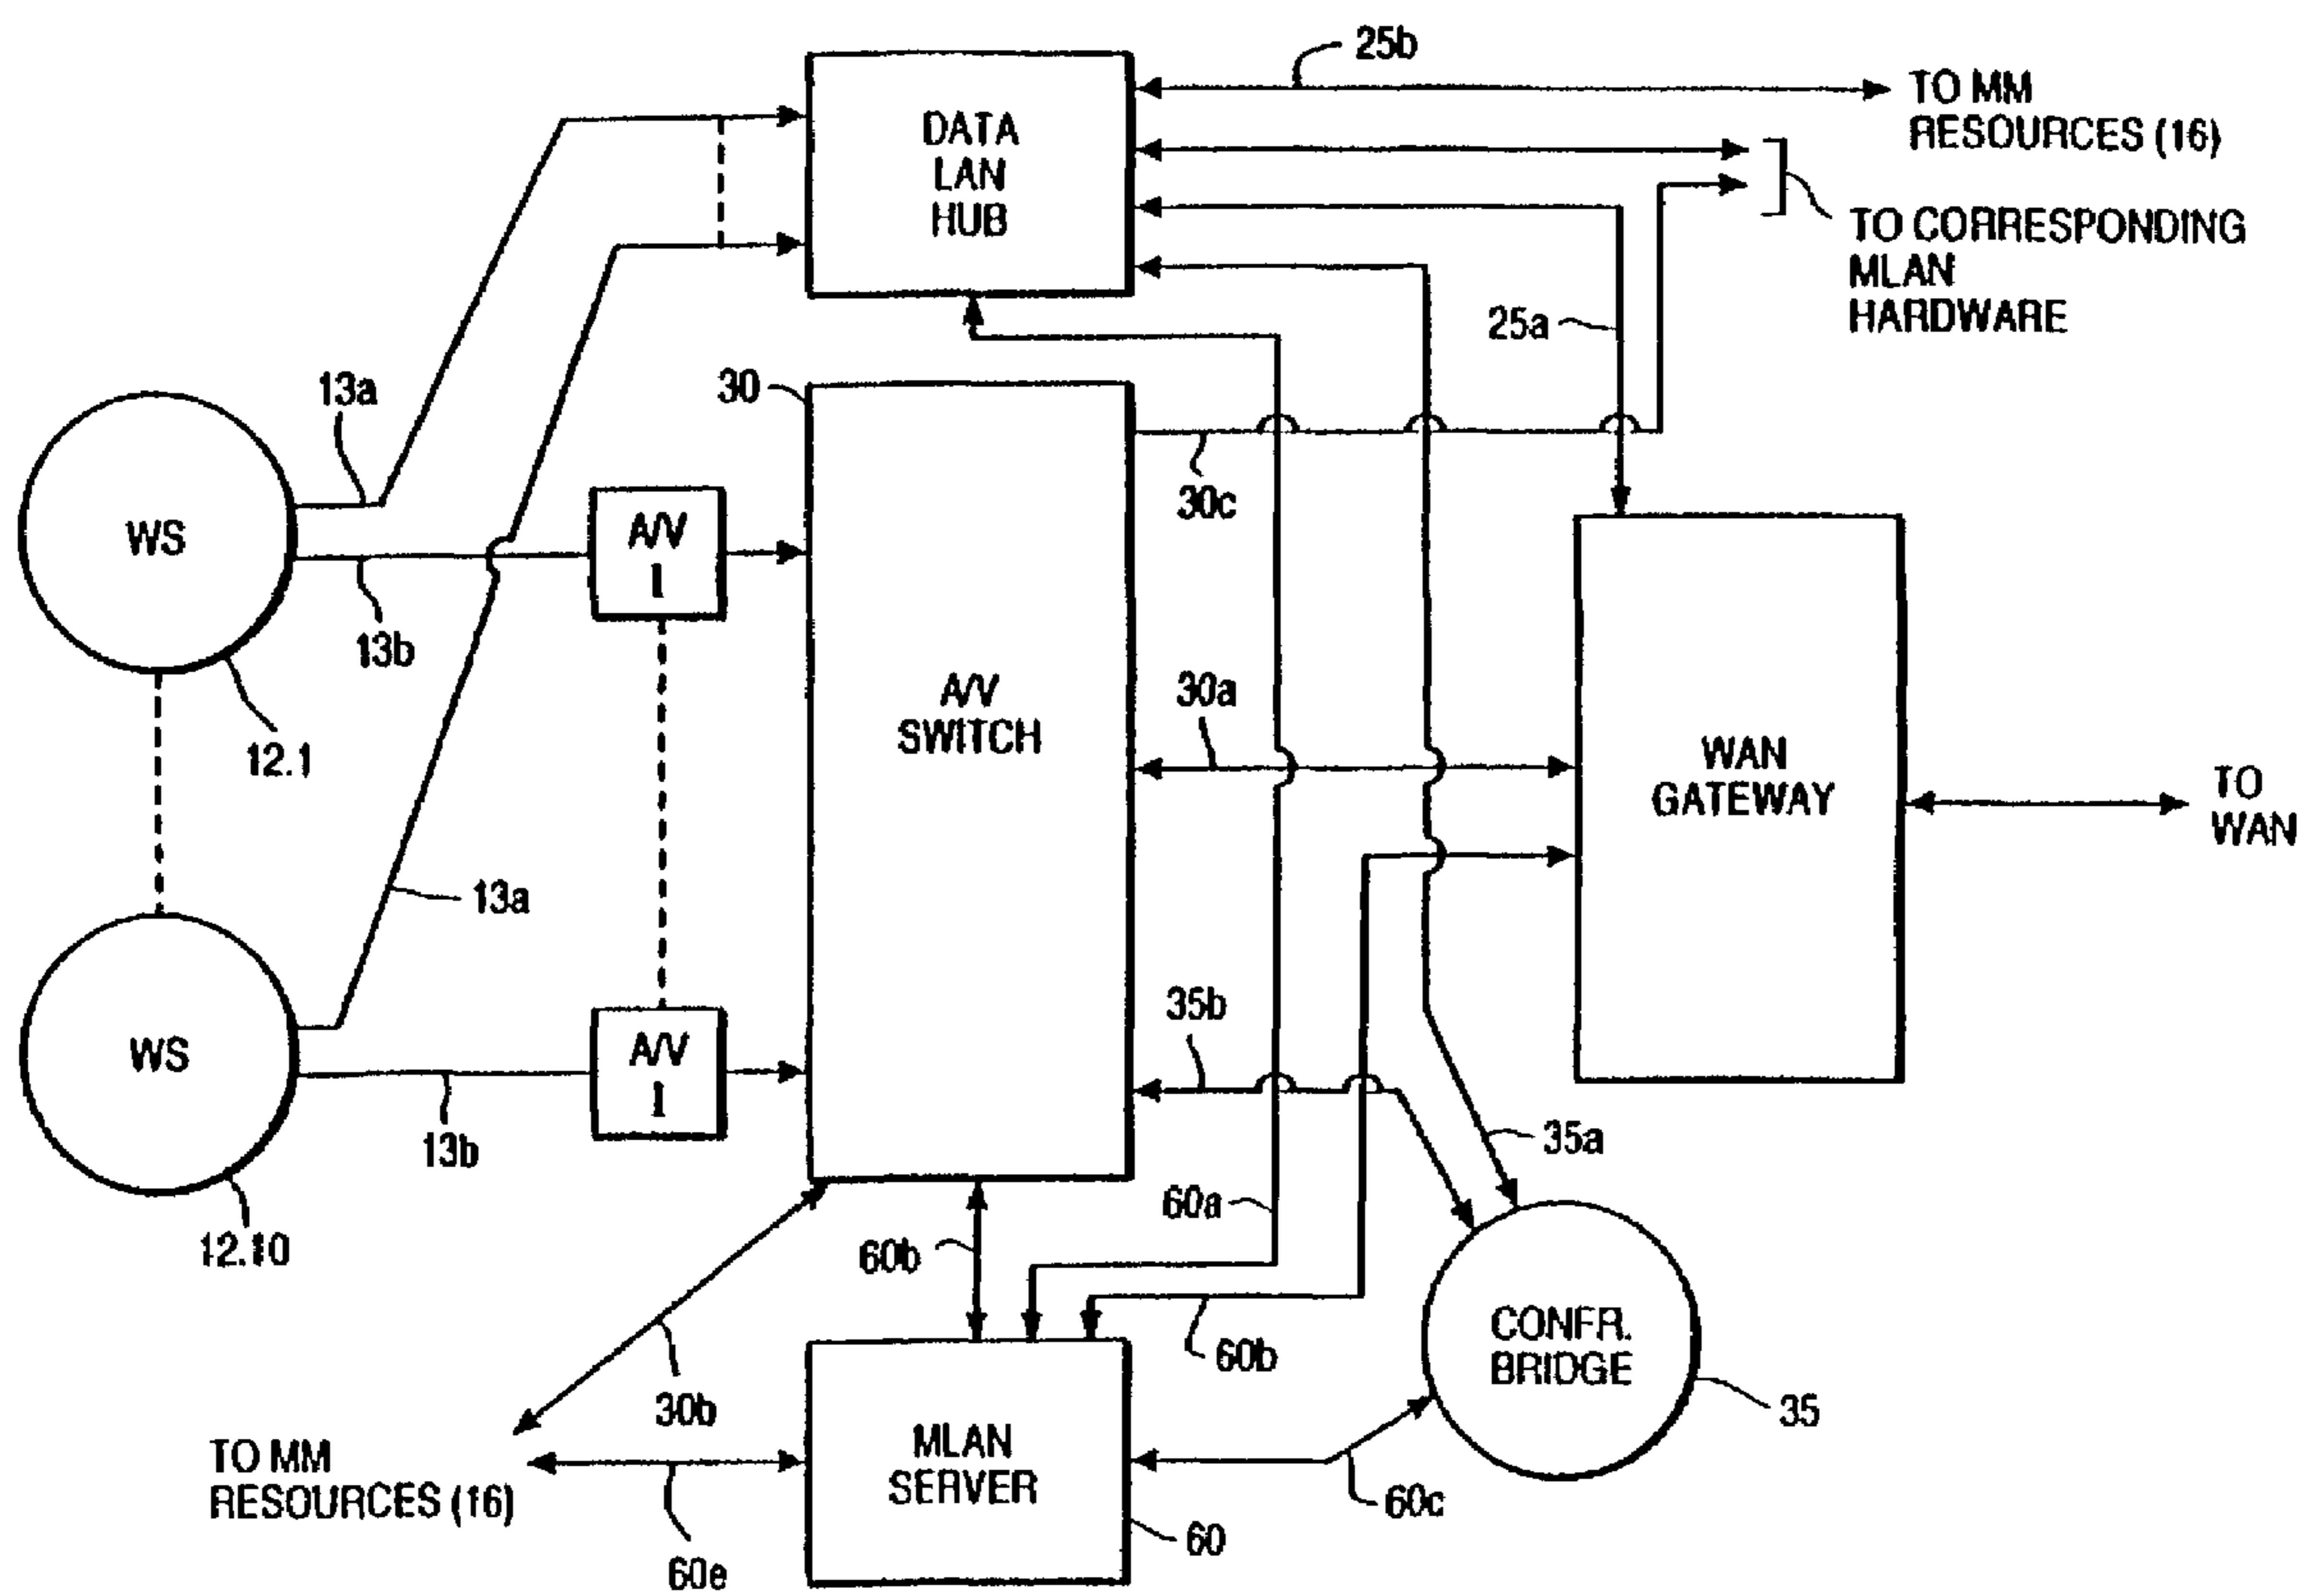 25b
TO MM
RESOURCES (16)
DATA
LAN
HUB
TO CORRESPONDING
MLAN
HARDWARE
25a
13a
30
30c
WS
A/V
I
13b
12.1
30a
A/V
SWITCH
WAN
GATEWAY
TO
WAN
13a
35b
WS
A/V
I
13b
35a
12.10
60a
60b
30b
60b
CONFR.
BRIDGE
35
TO MM
RESOURCES (16)
MLAN
SERVER
60c
60
60e